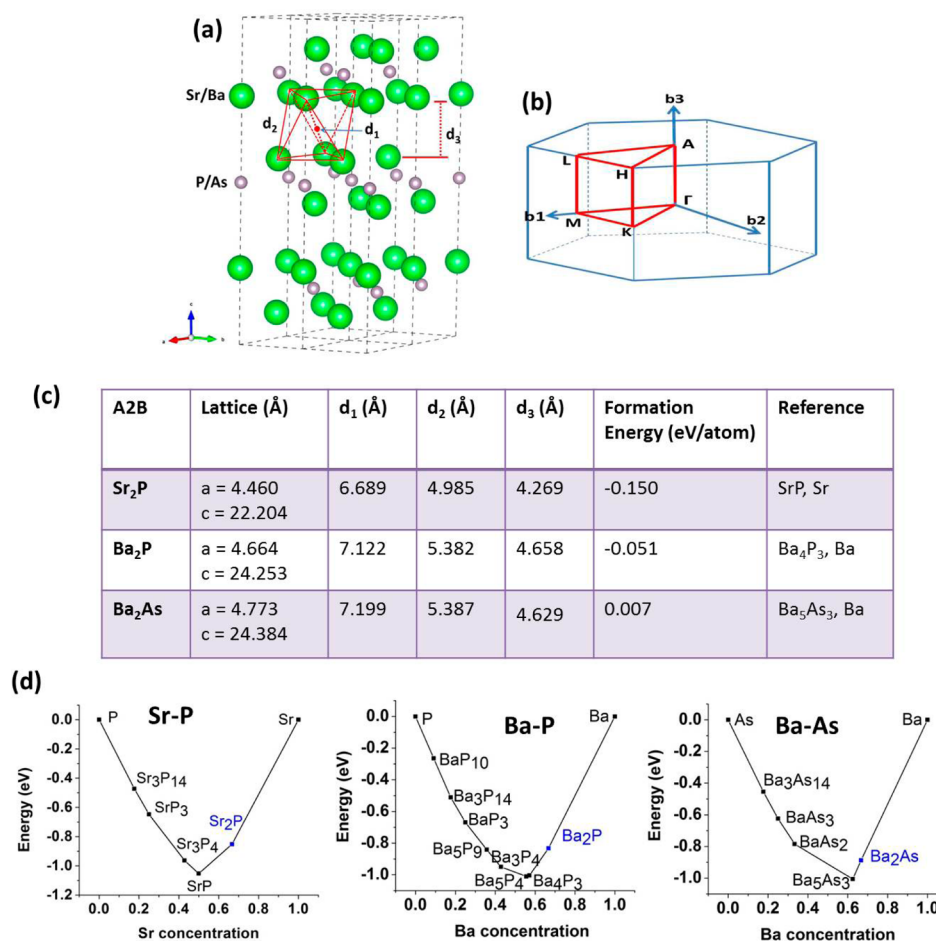 (a)
Sr/Ba
d₂
d₁
d₃
P/As
c
a
b
(b)
b3
A
L
H
Γ
b1
M
K
b2
(c)
A2B Lattice (Å) d₁ (Å) d₂ (Å) d₃ (Å) Formation Reference
Energy (eV/atom)
Sr₂P a = 4.460 6.689 4.985 4.269 -0.150 SrP, Sr
c = 22.204
Ba₂P a = 4.664 7.122 5.382 4.658 -0.051 Ba₄P₃, Ba
c = 24.253
Ba₂As a = 4.773 7.199 5.387 4.629 0.007 Ba₅As₃, Ba
c = 24.384
(d)
Sr-P
Energy (eV)
0.0
-0.2
-0.4
-0.6
-0.8
-1.0
-1.2
P
Sr
Sr₃P₁₄
SrP₃
Sr₂P
Sr₃P₄
SrP
0.0 0.2 0.4 0.6 0.8 1.0
Sr concentration
Ba-P
Energy (eV)
0.0
-0.2
-0.4
-0.6
-0.8
-1.0
P
Ba
BaP₁₀
Ba₃P₁₄
BaP₃
Ba₂P
Ba₅P₉
Ba₃P₄
Ba₅P₄
Ba₄P₃
0.0 0.2 0.4 0.6 0.8 1.0
Ba concentration
Ba-As
Energy (eV)
0.0
-0.2
-0.4
-0.6
-0.8
-1.0
As
Ba
Ba₃As₁₄
BaAs₃
BaAs₂
Ba₂As
Ba₅As₃
0.0 0.2 0.4 0.6 0.8 1.0
Ba concentration